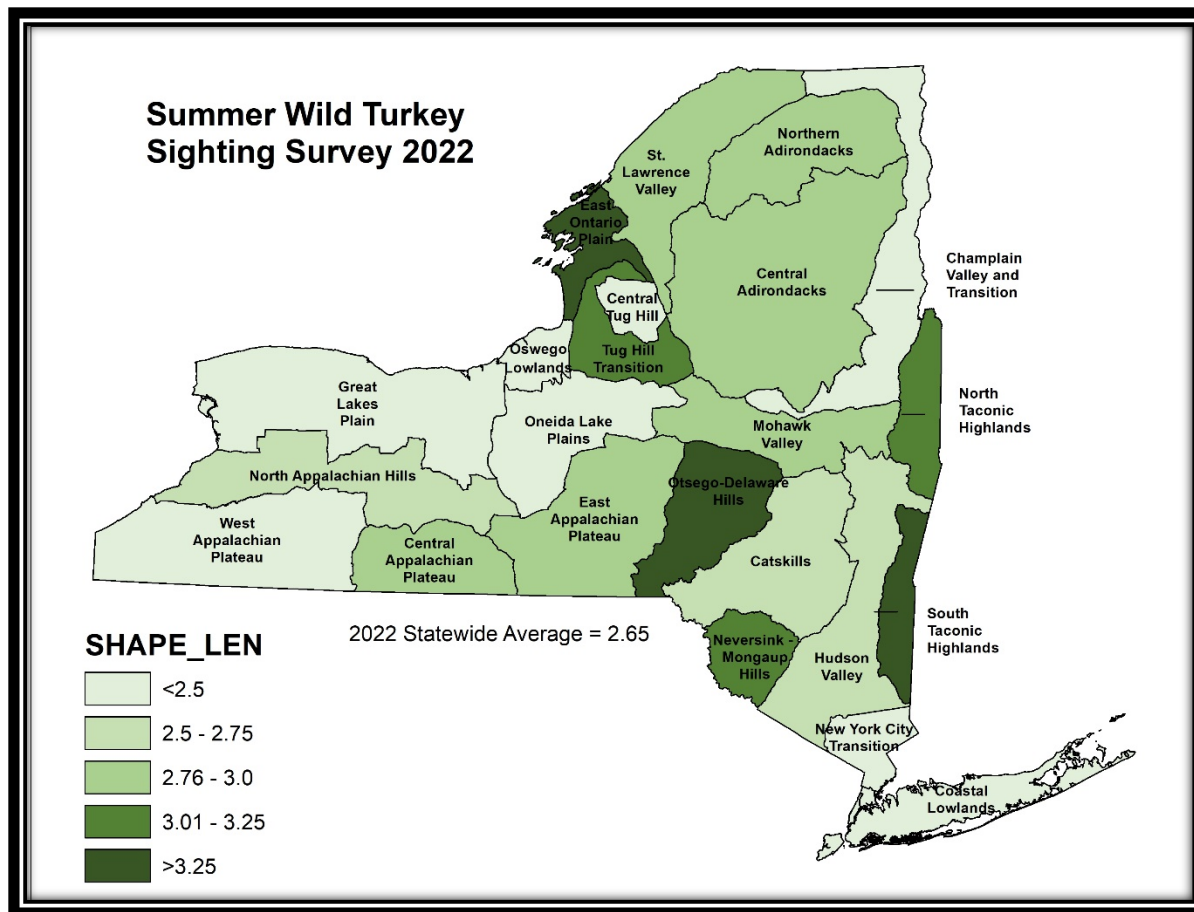 Summer Wild Turkey
Sighting Survey 2022
St.
Lawrence
Valley
Northern
Adirondacks
East
Ontario
Plain
Central
Adirondacks
Champlain
Valley and
Transition
Central
Tug Hill
Oswego
Lowlands
Tug Hill
Transition
Great
Lakes
Plain
Oneida Lake
Plains
Mohawk
Valley
North
Taconic
Highlands
North Appalachian Hills
Otsego-Delaware
Hills
West
Appalachian
Plateau
Central
Appalachian
Plateau
East
Appalachian
Plateau
Catskills
South
Taconic
Highlands
Neversink -
Mongaup
Hills
Hudson
Valley
New York City
Transition
Coastal
Lowlands
2022 Statewide Average = 2.65
SHAPE_LEN
<2.5
2.5 - 2.75
2.76 - 3.0
3.01 - 3.25
>3.25